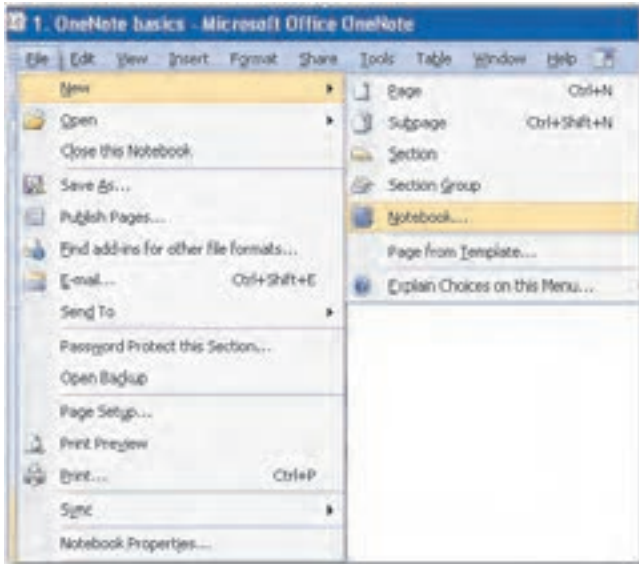 1. OneNote basics - Microsoft Office OneNote
File Edit View Insert Format Share Tools Table Window Help
New
Open
Close this Notebook
Save As...
Publish Pages...
Find add-ins for other file formats...
E-mail... Ctrl+Shift+E
Send To
Password Protect this Section...
Open Backup
Page Setup...
Print Preview
Print... Ctrl+P
Sync
Notebook Properties...
Page Ctrl+N
Subpage Ctrl+Shift+N
Section
Section Group
Notebook...
Page from Template...
Explain Choices on this Menu...